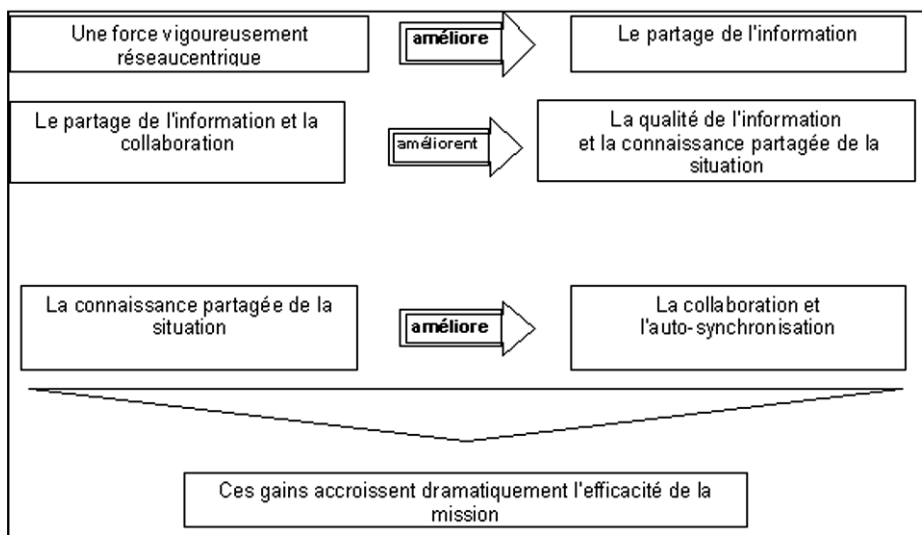 Une force vigoureusement
réseaucentrique
améliore
Le partage de l'information
Le partage de l'information et la
collaboration
améliorent
La qualité de l'information
et la connaissance partagée de la
situation
La connaissance partagée de la
situation
améliore
La collaboration et
l'auto-synchronisation
Ces gains accroissent dramatiquement l'efficacité de la
mission